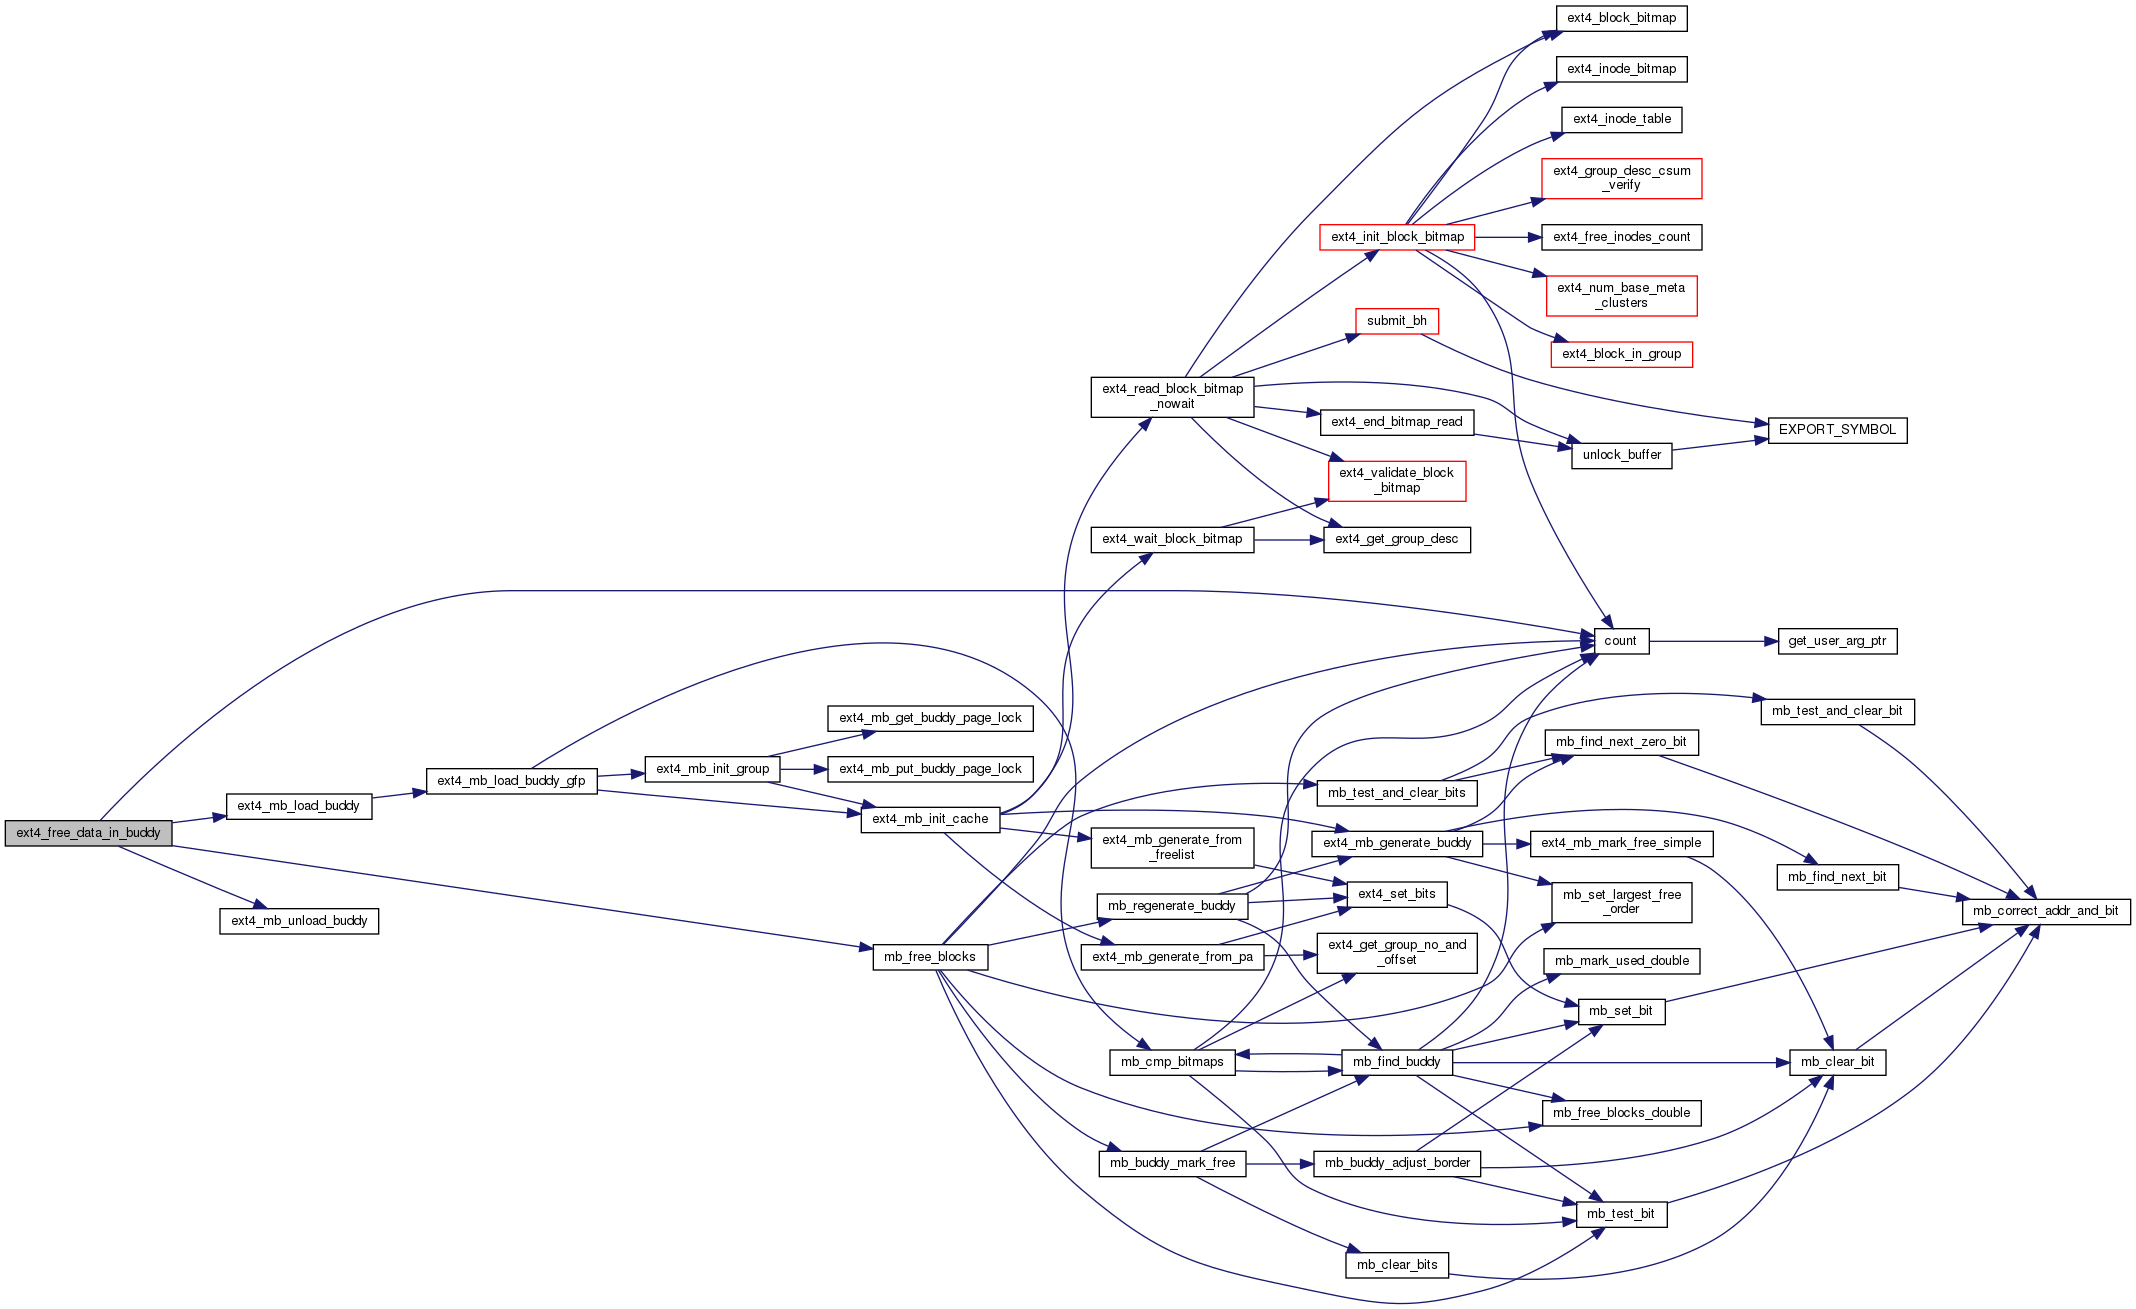 ext4_block_bitmap
ext4_inode_bitmap
ext4_inode_table
ext4_group_desc_csum
_verify
ext4_init_block_bitmap
ext4_free_inodes_count
ext4_num_base_meta
_clusters
submit_bh
ext4_block_in_group
ext4_read_block_bitmap
_nowait
ext4_end_bitmap_read
EXPORT_SYMBOL
unlock_buffer
ext4_validate_block
_bitmap
ext4_wait_block_bitmap
ext4_get_group_desc
count
get_user_arg_ptr
ext4_mb_get_buddy_page_lock
mb_test_and_clear_bit
mb_find_next_zero_bit
ext4_mb_init_group
ext4_mb_put_buddy_page_lock
ext4_mb_load_buddy_gfp
mb_test_and_clear_bits
ext4_mb_load_buddy
ext4_mb_init_cache
ext4_free_data_in_buddy
ext4_mb_generate_from
_freelist
ext4_mb_generate_buddy
ext4_mb_mark_free_simple
mb_find_next_bit
ext4_mb_unload_buddy
mb_regenerate_buddy
ext4_set_bits
mb_set_largest_free
_order
mb_correct_addr_and_bit
mb_free_blocks
ext4_mb_generate_from_pa
ext4_get_group_no_and
_offset
mb_mark_used_double
mb_set_bit
mb_cmp_bitmaps
mb_find_buddy
mb_clear_bit
mb_free_blocks_double
mb_buddy_mark_free
mb_buddy_adjust_border
mb_test_bit
mb_clear_bits